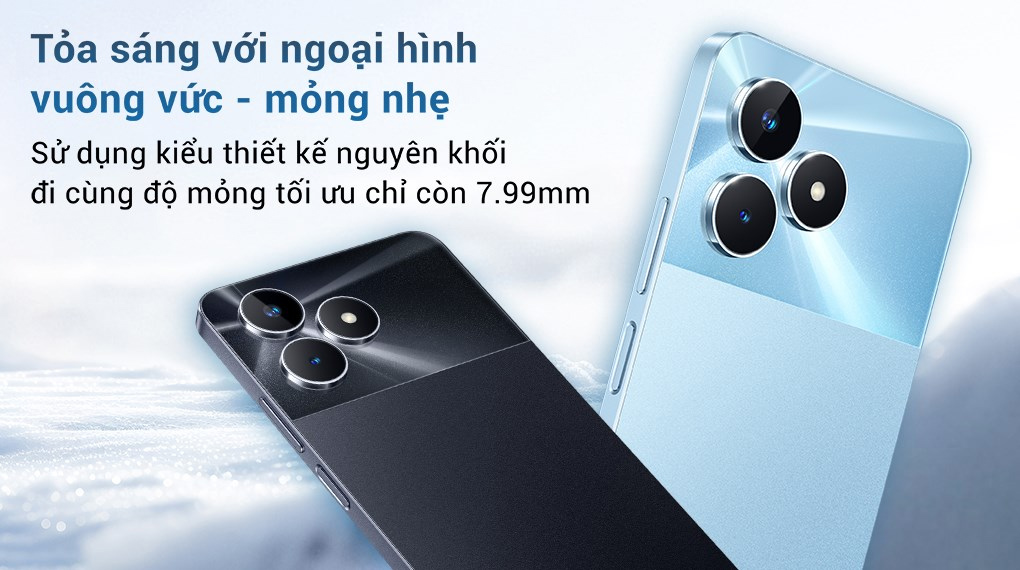 Tỏa sáng với ngoại hình
vuông vức - mỏng nhẹ
Sử dụng kiểu thiết kế nguyên khối
đi cùng độ mỏng tối ưu chỉ còn 7.99mm